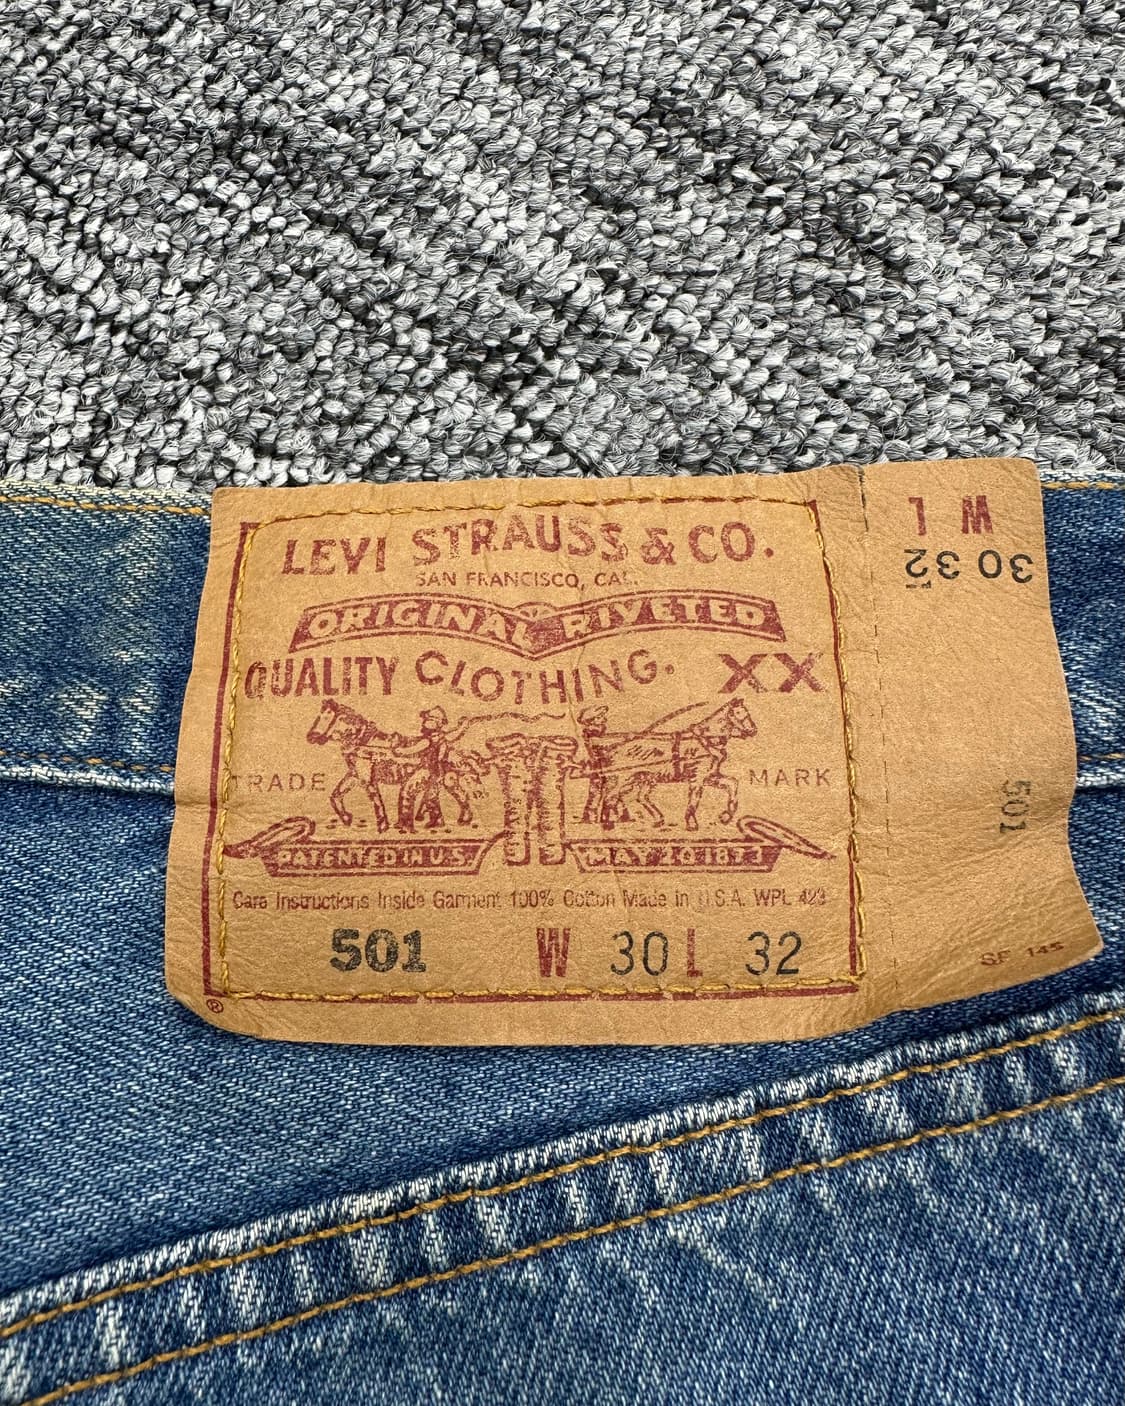 LEVI STRAUSS & CO.
SAN FRANCISCO, CAL.
ORIGINAL RIVETED
QUALITY CLOTHING. XX
TRADE MARK
PATENTED IN U.S. MAY 20 1873
Care Instructions Inside Garment 100% Cotton Made in U.S.A. WPL 423
501 W 30 L 32
®
W L
30 32
501
SF 145